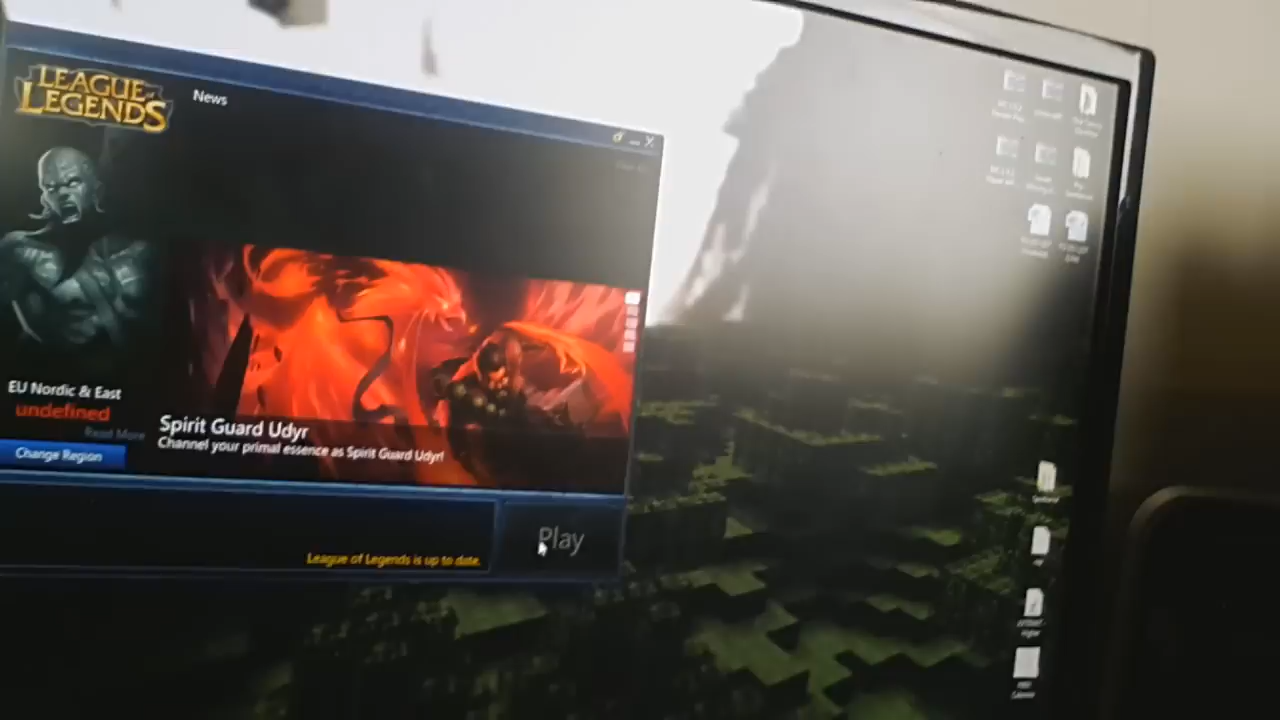 LEAGUE of
LEGENDS
News
EU Nordic & East
undefined
Read More
Change Region
Spirit Guard Udyr
Channel your primal essence as Spirit Guard Udyr!
League of Legends is up to date.
Play